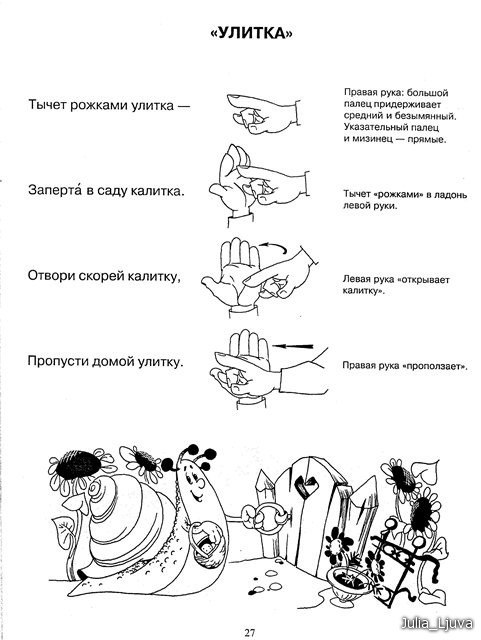 «УЛИТКА»
Тычет рожками улитка —
Правая рука: большой
палец придерживает
средний и безымянный.
Указательный палец
и мизинец — прямые.
Заперта́ в саду калитка.
Тычет «рожками» в ладонь
левой руки.
Отвори скорей калитку,
Левая рука «открывает
калитку».
Пропусти домой улитку.
Правая рука «проползает».
27
Julia_Ljuva